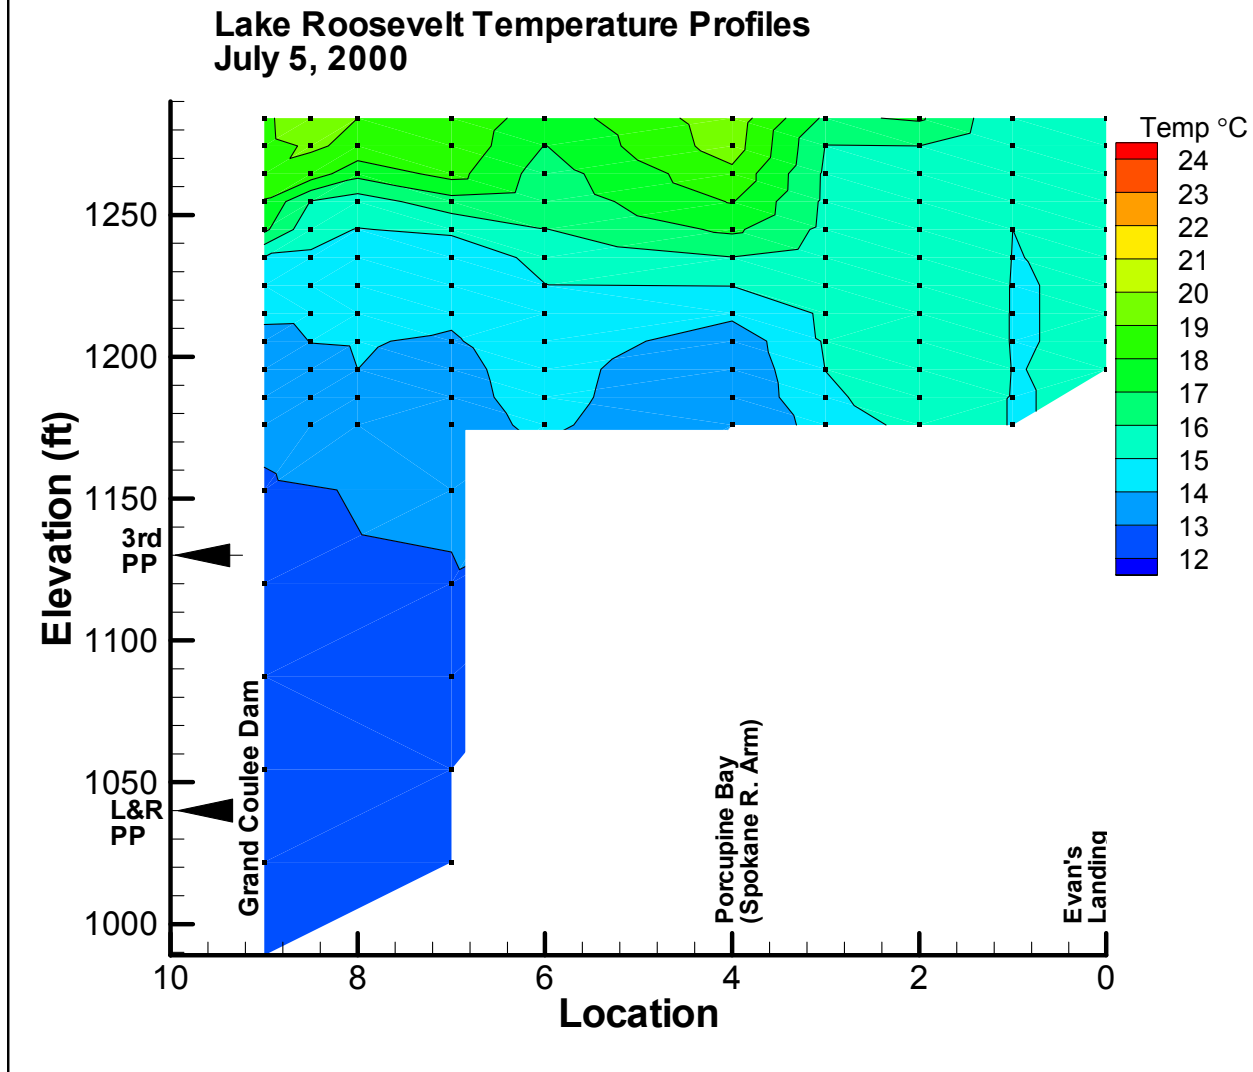 Lake Roosevelt Temperature Profiles
July 5, 2000
Temp °C
24
23
22
21
20
19
18
17
16
15
14
13
12
Elevation (ft)
1250
1200
1150
1100
1050
1000
3rd
PP
L&R
PP
Grand Coulee Dam
Porcupine Bay
(Spokane R. Arm)
Evan's
Landing
10 8 6 4 2 0
Location